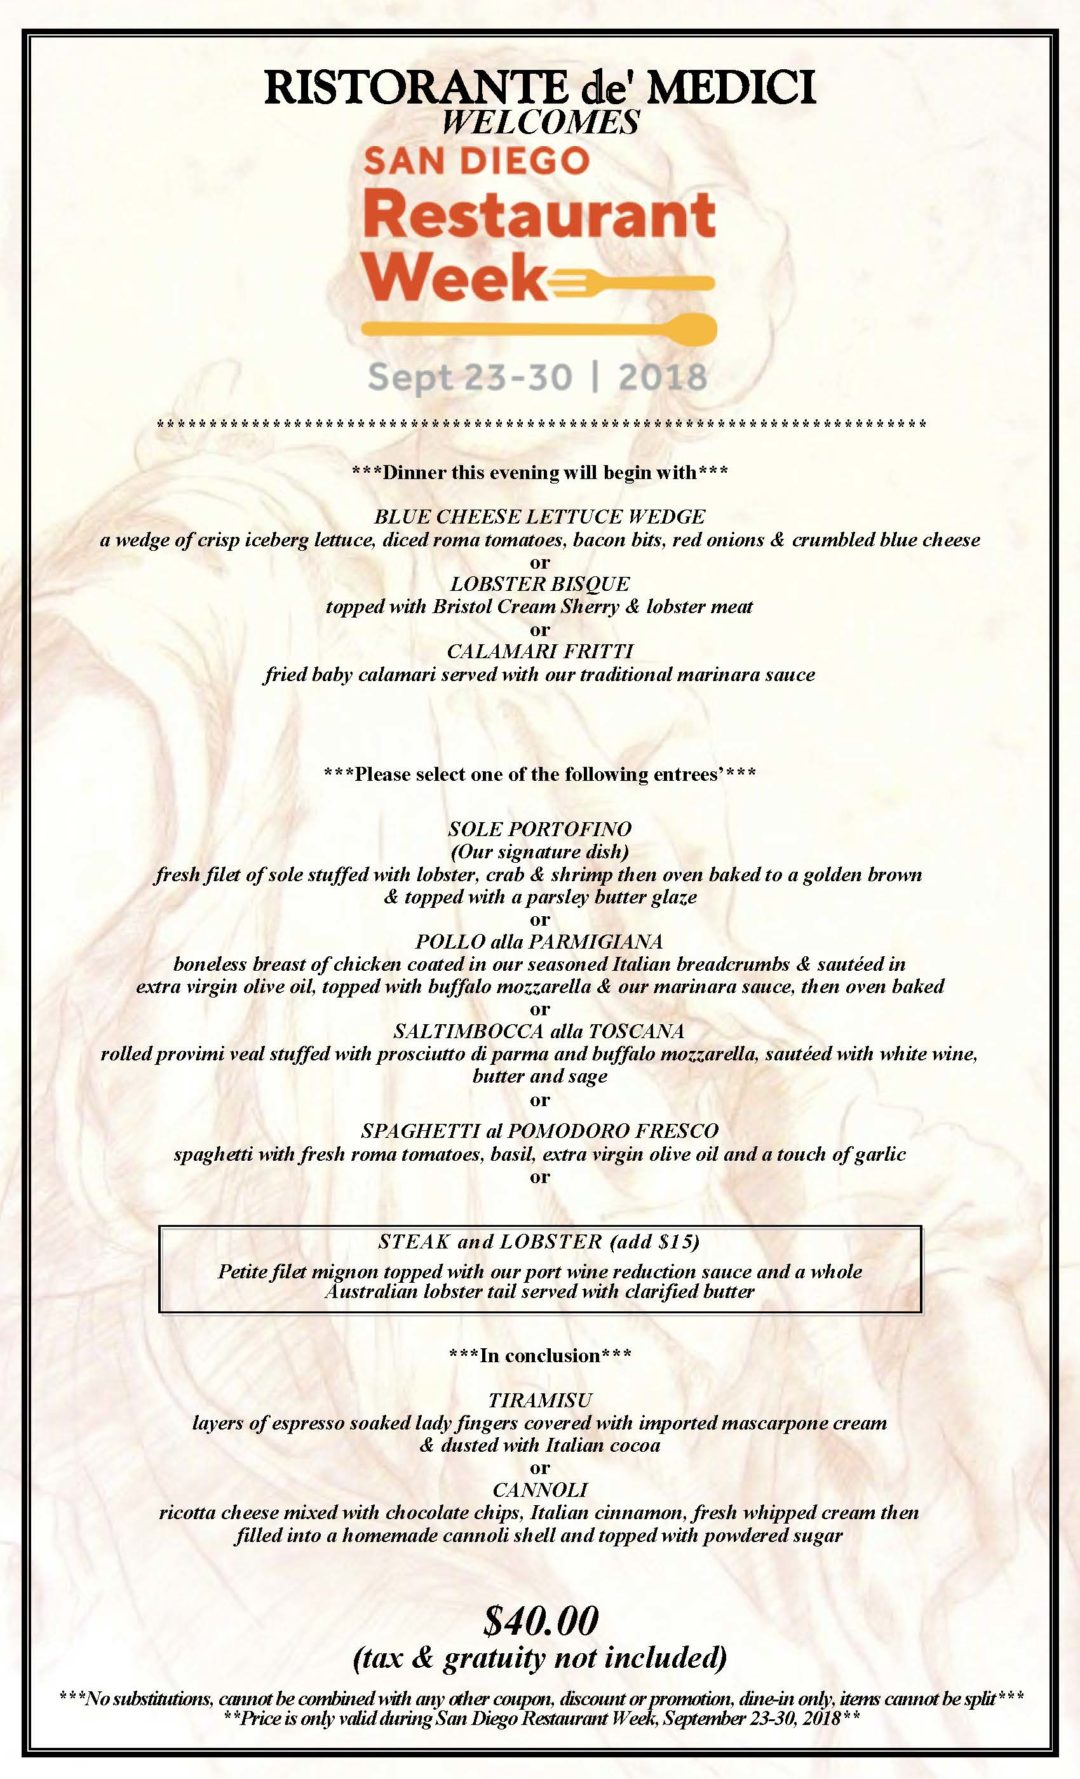 RISTORANTE de' MEDICI
WELCOMES
SAN DIEGO
Restaurant
Week
Sept 23-30 | 2018
*************************************************************************
***Dinner this evening will begin with***
BLUE CHEESE LETTUCE WEDGE
a wedge of crisp iceberg lettuce, diced roma tomatoes, bacon bits, red onions & crumbled blue cheese
or
LOBSTER BISQUE
topped with Bristol Cream Sherry & lobster meat
or
CALAMARI FRITTI
fried baby calamari served with our traditional marinara sauce
***Please select one of the following entrees'***
SOLE PORTOFINO
(Our signature dish)
fresh filet of sole stuffed with lobster, crab & shrimp then oven baked to a golden brown
& topped with a parsley butter glaze
or
POLLO alla PARMIGIANA
boneless breast of chicken coated in our seasoned Italian breadcrumbs & sautéed in
extra virgin olive oil, topped with buffalo mozzarella & our marinara sauce, then oven baked
or
SALTIMBOCCA alla TOSCANA
rolled provimi veal stuffed with prosciutto di parma and buffalo mozzarella, sautéed with white wine,
butter and sage
or
SPAGHETTI al POMODORO FRESCO
spaghetti with fresh roma tomatoes, basil, extra virgin olive oil and a touch of garlic
or
STEAK and LOBSTER (add $15)
Petite filet mignon topped with our port wine reduction sauce and a whole
Australian lobster tail served with clarified butter
***In conclusion***
TIRAMISU
layers of espresso soaked lady fingers covered with imported mascarpone cream
& dusted with Italian cocoa
or
CANNOLI
ricotta cheese mixed with chocolate chips, Italian cinnamon, fresh whipped cream then
filled into a homemade cannoli shell and topped with powdered sugar
$40.00
(tax & gratuity not included)
***No substitutions, cannot be combined with any other coupon, discount or promotion, dine-in only, items cannot be split***
**Price is only valid during San Diego Restaurant Week, September 23-30, 2018**